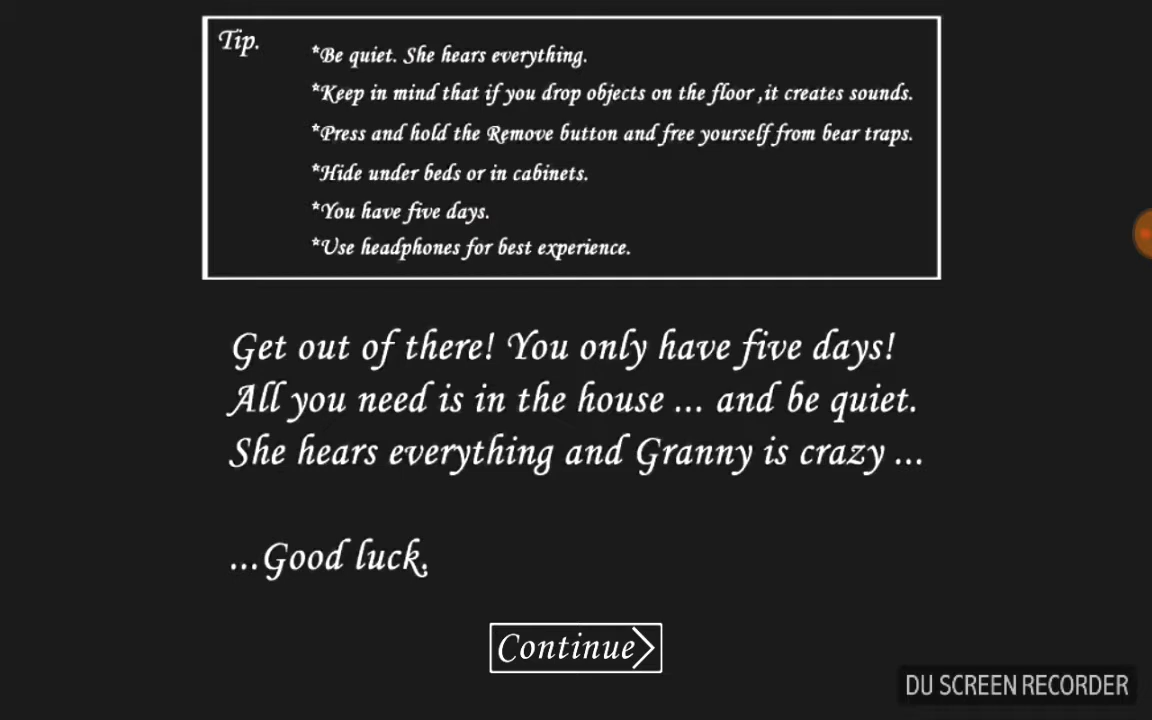 Tip.
*Be quiet. She hears everything.
*Keep in mind that if you drop objects on the floor ,it creates sounds.
*Press and hold the Remove button and free yourself from bear traps.
*Hide under beds or in cabinets.
*You have five days.
*Use headphones for best experience.
Get out of there! You only have five days!
All you need is in the house ... and be quiet.
She hears everything and Granny is crazy ...
...Good luck.
Continue
DU SCREEN RECORDER